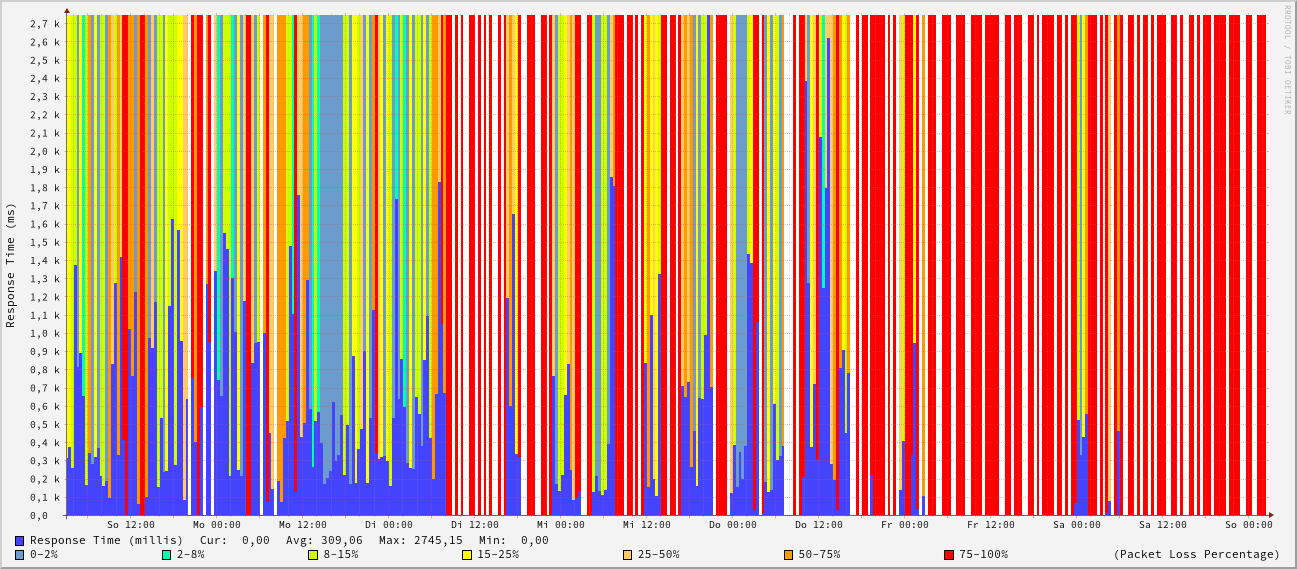 RRDTOOL / TOBI OETIKER
Response Time (ms)
2,7 k
2,6 k
2,5 k
2,4 k
2,3 k
2,2 k
2,1 k
2,0 k
1,9 k
1,8 k
1,7 k
1,6 k
1,5 k
1,4 k
1,3 k
1,2 k
1,1 k
1,0 k
0,9 k
0,8 k
0,7 k
0,6 k
0,5 k
0,4 k
0,3 k
0,2 k
0,1 k
0,0
So 12:00 Mo 00:00 Mo 12:00 Di 00:00 Di 12:00 Mi 00:00 Mi 12:00 Do 00:00 Do 12:00 Fr 00:00 Fr 12:00 Sa 00:00 Sa 12:00 So 00:00
Response Time (millis) Cur: 0,00 Avg: 309,06 Max: 2745,15 Min: 0,00
0-2% 2-8% 8-15% 15-25% 25-50% 50-75% 75-100% (Packet Loss Percentage)